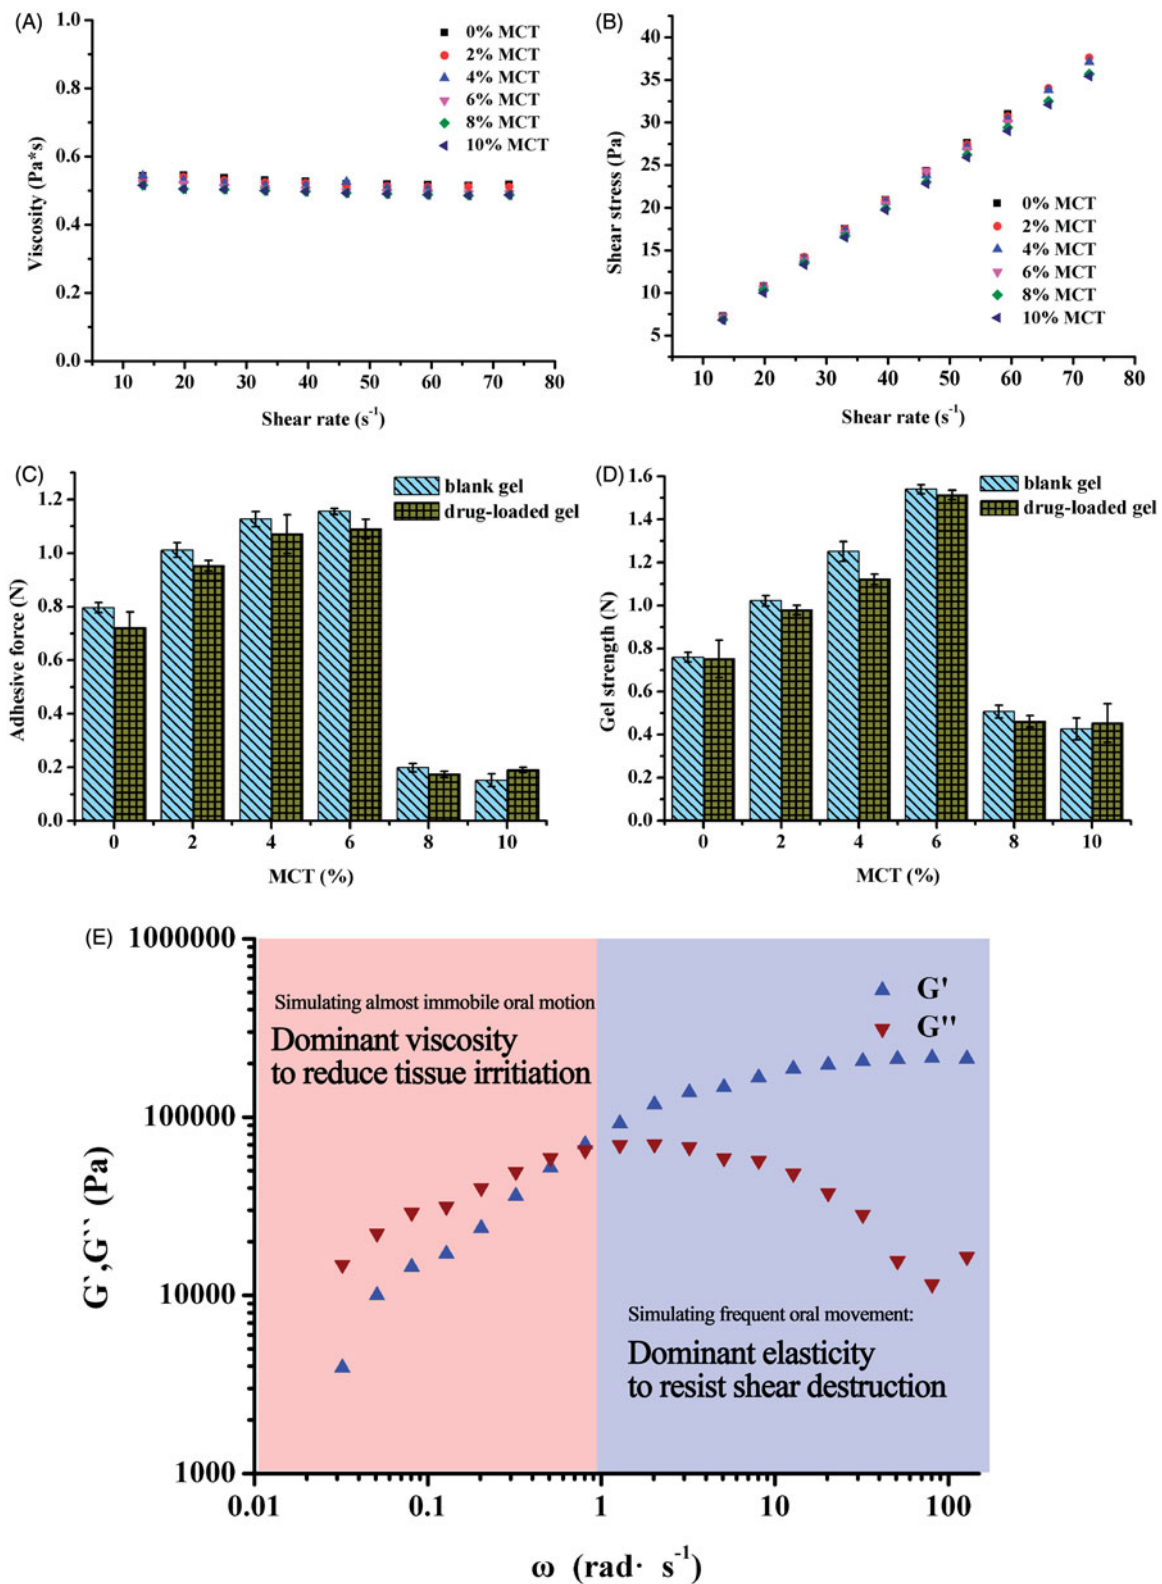 (A)
1.0
0.8
0.6
0.4
0.2
0.0
Viscosity (Pa*s)
0% MCT
2% MCT
4% MCT
6% MCT
8% MCT
10% MCT
10 20 30 40 50 60 70 80
Shear rate (s⁻¹)
(B)
40
35
30
25
20
15
10
5
Shear stress (Pa)
0% MCT
2% MCT
4% MCT
6% MCT
8% MCT
10% MCT
10 20 30 40 50 60 70 80
Shear rate (s⁻¹)
(C)
1.2
1.0
0.8
0.6
0.4
0.2
0.0
Adhesive force (N)
blank gel
drug-loaded gel
0 2 4 6 8 10
MCT (%)
(D)
1.6
1.4
1.2
1.0
0.8
0.6
0.4
0.2
0.0
Gel strength (N)
blank gel
drug-loaded gel
0 2 4 6 8 10
MCT (%)
(E)
1000000
100000
10000
1000
G`,G`` (Pa)
Simulating almost immobile oral motion
Dominant viscosity
to reduce tissue irritiation
G'
G''
Simulating frequent oral movement:
Dominant elasticity
to resist shear destruction
0.01 0.1 1 10 100
ω (rad· s⁻¹)